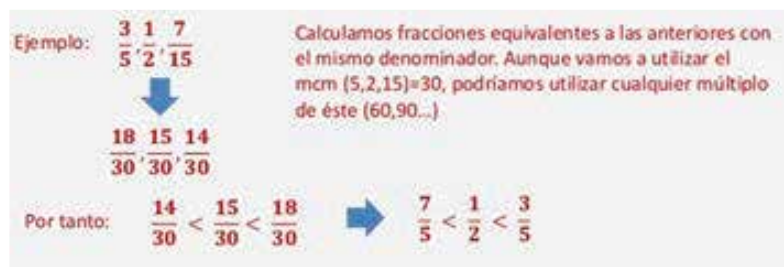 Ejemplo: 3/5, 1/2, 7/15
Calculamos fracciones equivalentes a las anteriores con
el mismo denominador. Aunque vamos a utilizar el
mcm (5,2,15)=30, podríamos utilizar cualquier múltiplo
de éste (60,90...)
18/30, 15/30, 14/30
Por tanto: 14/30 < 15/30 < 18/30 7/5 < 1/2 < 3/5